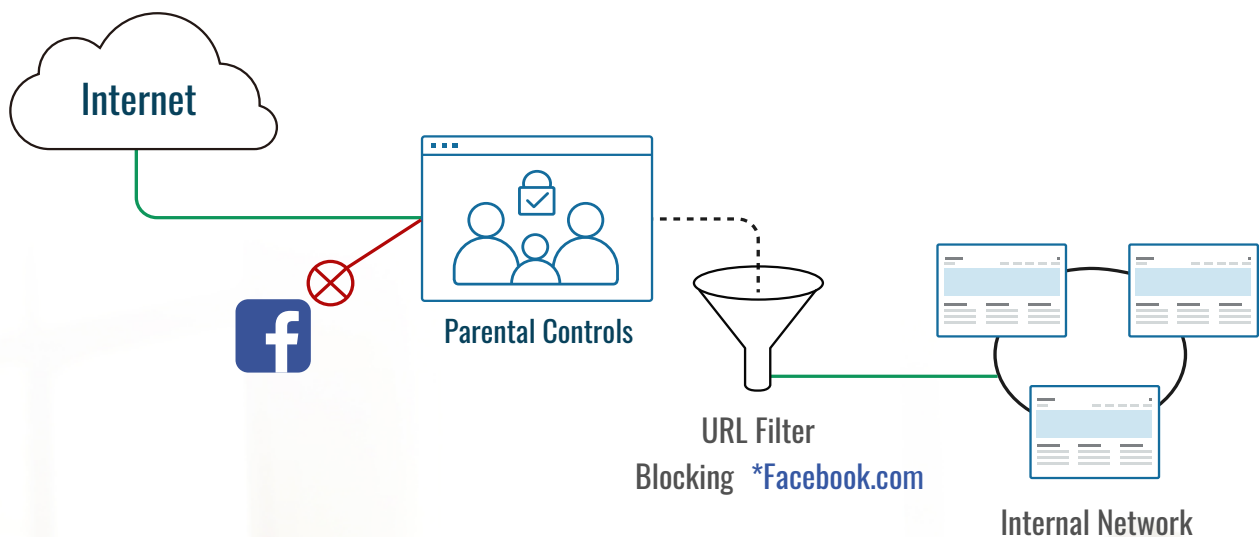 Internet
Parental Controls
URL Filter
Blocking *Facebook.com
Internal Network